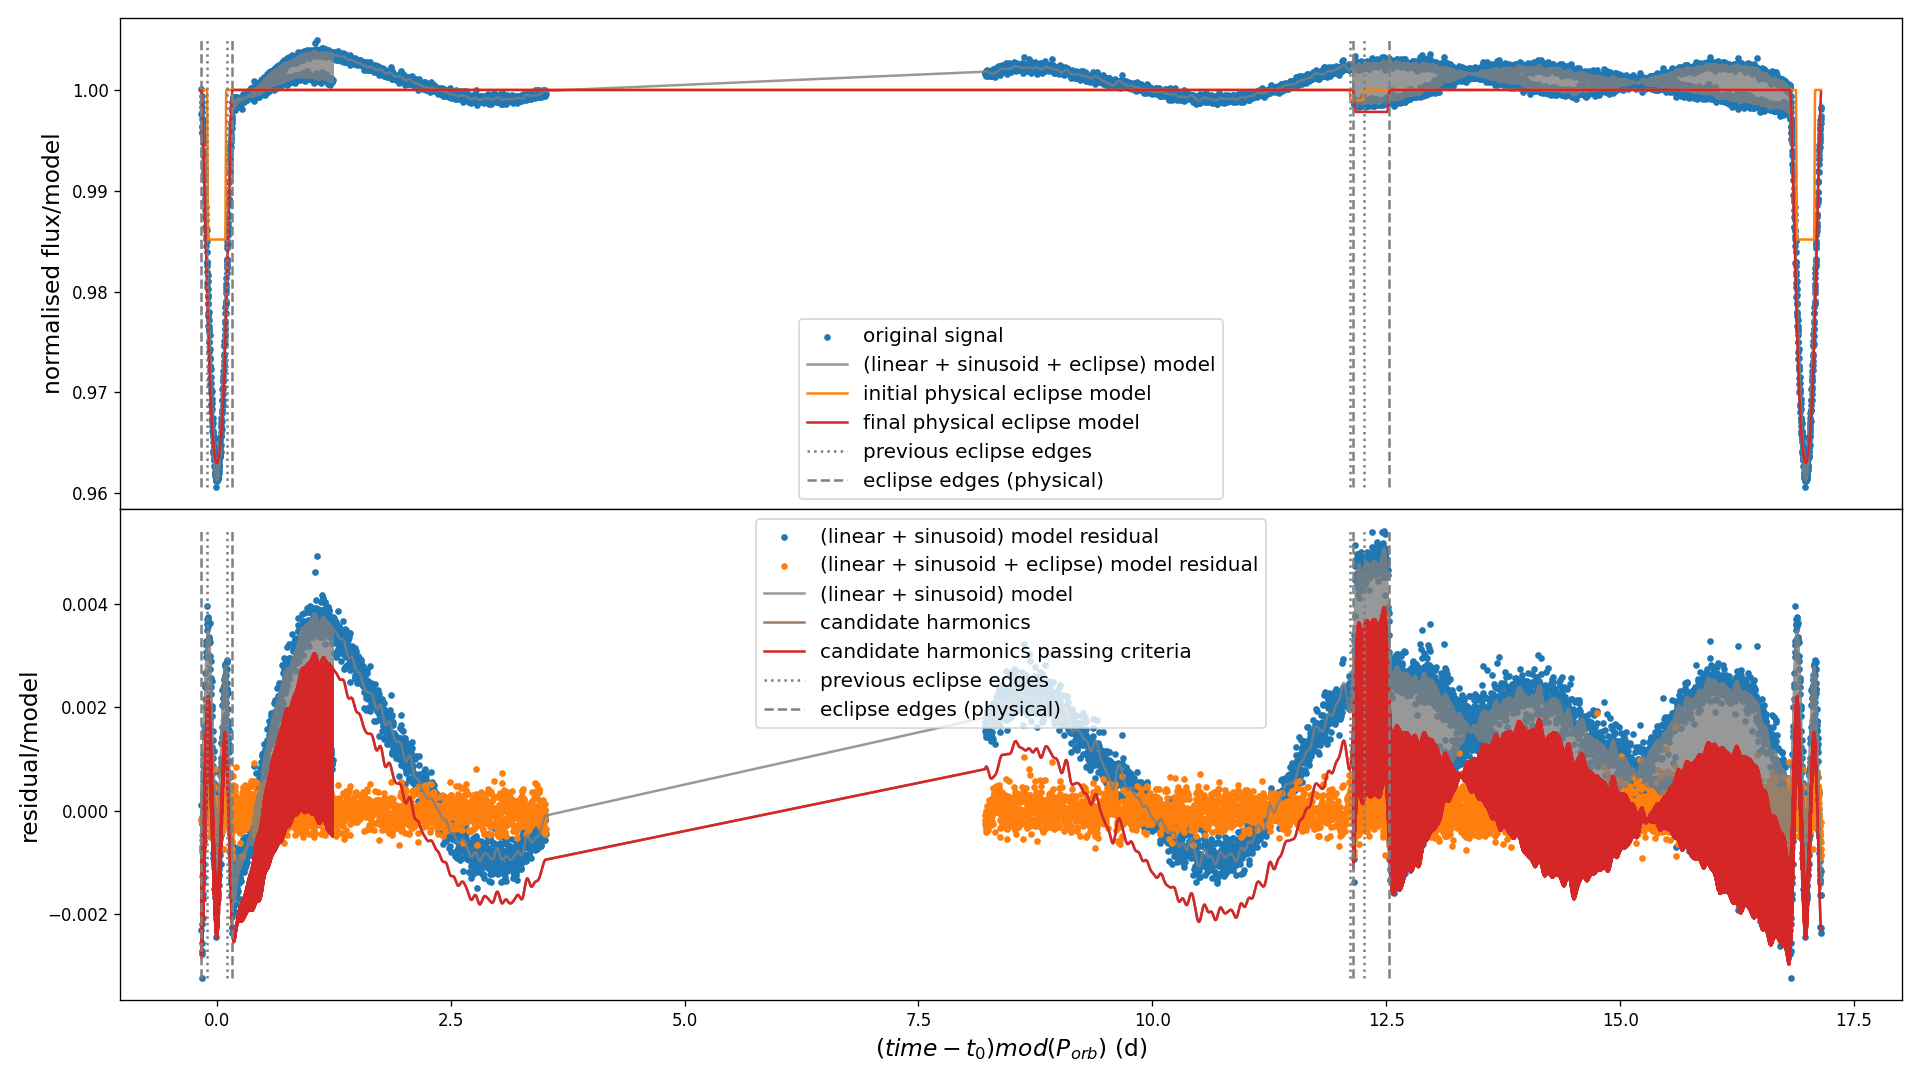 normalised flux/model
1.00
0.99
0.98
0.97
0.96
original signal
(linear + sinusoid + eclipse) model
initial physical eclipse model
final physical eclipse model
previous eclipse edges
eclipse edges (physical)
residual/model
0.004
0.002
0.000
−0.002
(linear + sinusoid) model residual
(linear + sinusoid + eclipse) model residual
(linear + sinusoid) model
candidate harmonics
candidate harmonics passing criteria
previous eclipse edges
eclipse edges (physical)
0.0 2.5 5.0 7.5 10.0 12.5 15.0 17.5
(time − t₀)mod(P_orb) (d)